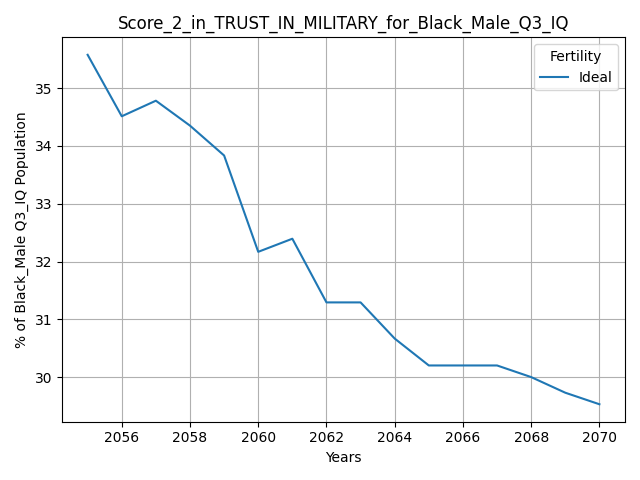 Score_2_in_TRUST_IN_MILITARY_for_Black_Male_Q3_IQ
Fertility
Ideal
% of Black_Male Q3_IQ Population
35
34
33
32
31
30
2056 2058 2060 2062 2064 2066 2068 2070
Years